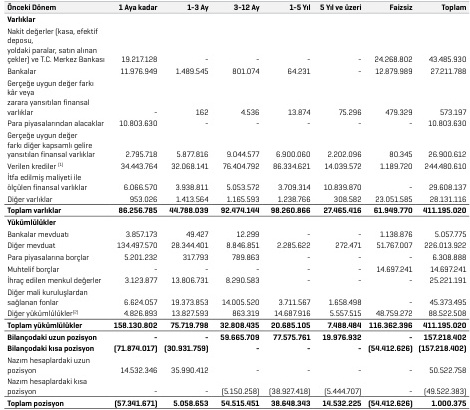 Önceki Dönem 1 Aya kadar 1-3 Ay 3-12 Ay 1-5 Yıl 5 Yıl ve üzeri Faizsiz Toplam
Varlıklar
Nakit değerler (kasa, efektif
deposu,
yoldaki paralar, satın alınan
çekler) ve T.C. Merkez Bankası 19.217.128 - - - - 24.268.802 43.485.930
Bankalar 11.976.949 1.489.545 801.074 64.231 - 12.879.989 27.211.788
Gerçeğe uygun değer farkı
kâr veya
zarara yansıtılan finansal
varlıklar - 162 4.536 13.874 75.296 479.329 573.197
Para piyasalarından alacaklar 10.803.630 - - - - - 10.803.630
Gerçeğe uygun değer
farkı diğer kapsamlı gelire
yansıtılan finansal varlıklar 2.795.718 5.877.816 9.044.577 6.900.060 2.202.096 80.345 26.900.612
Verilen krediler (1) 34.443.764 32.068.141 76.404.792 86.334.621 14.039.572 1.189.720 244.480.610
İtfa edilmiş maliyeti ile
ölçülen finansal varlıklar 6.066.570 3.938.811 5.053.572 3.709.314 10.839.870 - 29.608.137
Diğer varlıklar 953.026 1.413.564 1.165.593 1.238.766 308.582 23.051.585 28.131.116
Toplam varlıklar 86.256.785 44.788.039 92.474.144 98.260.866 27.465.416 61.949.770 411.195.020
Yükümlülükler
Bankalar mevduatı 3.857.173 49.427 12.299 - - 1.138.876 5.057.775
Diğer mevduat 134.497.570 28.344.401 8.846.851 2.285.622 272.471 51.767.007 226.013.922
Para piyasalarına borçlar 5.201.232 317.793 789.863 - - - 6.308.888
Muhtelif borçlar - - - - - 14.697.241 14.697.241
İhraç edilen menkul değerler 3.123.877 13.806.731 8.290.583 - - - 25.221.191
Diğer mali kuruluşlardan
sağlanan fonlar 6.624.057 19.373.853 14.005.520 3.711.567 1.658.498 - 45.373.495
Diğer yükümlülükler(2) 4.826.893 13.827.593 863.319 14.687.916 5.557.515 48.759.272 88.522.508
Toplam yükümlülükler 158.130.802 75.719.798 32.808.435 20.685.105 7.488.484 116.362.396 411.195.020
Bilançodaki uzun pozisyon - - 59.665.709 77.575.761 19.976.932 - 157.218.402
Bilançodaki kısa pozisyon (71.874.017) (30.931.759) - - - (54.412.626) (157.218.402)
Nazım hesaplardaki uzun
pozisyon 14.532.346 35.990.412 - - - - 50.522.758
Nazım hesaplardaki kısa
pozisyon - - (5.150.258) (38.927.418) (5.444.707) - (49.522.383)
Toplam pozisyon (57.341.671) 5.058.653 54.515.451 38.648.343 14.532.225 (54.412.626) 1.000.375